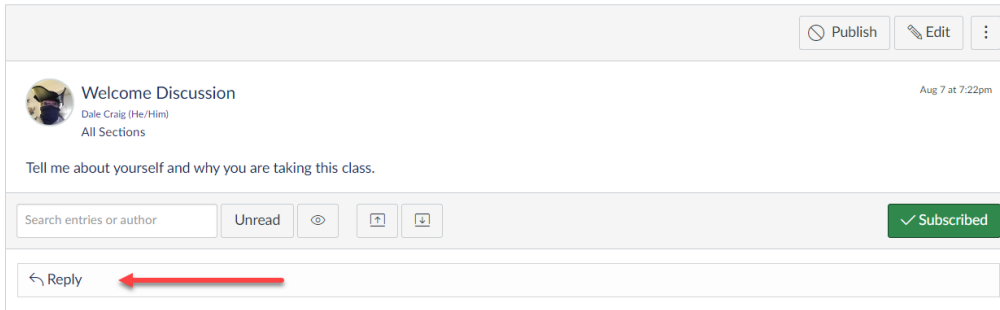 Publish
Edit
Welcome Discussion
Aug 7 at 7:22pm
Dale Craig (He/Him)
All Sections
Tell me about yourself and why you are taking this class.
Search entries or author
Unread
Subscribed
Reply